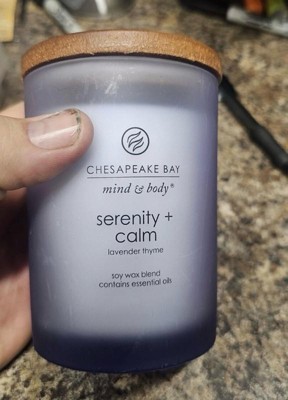 CHESAPEAKE BAY
mind & body®
serenity +
calm
lavender thyme
soy wax blend
contains essential oils